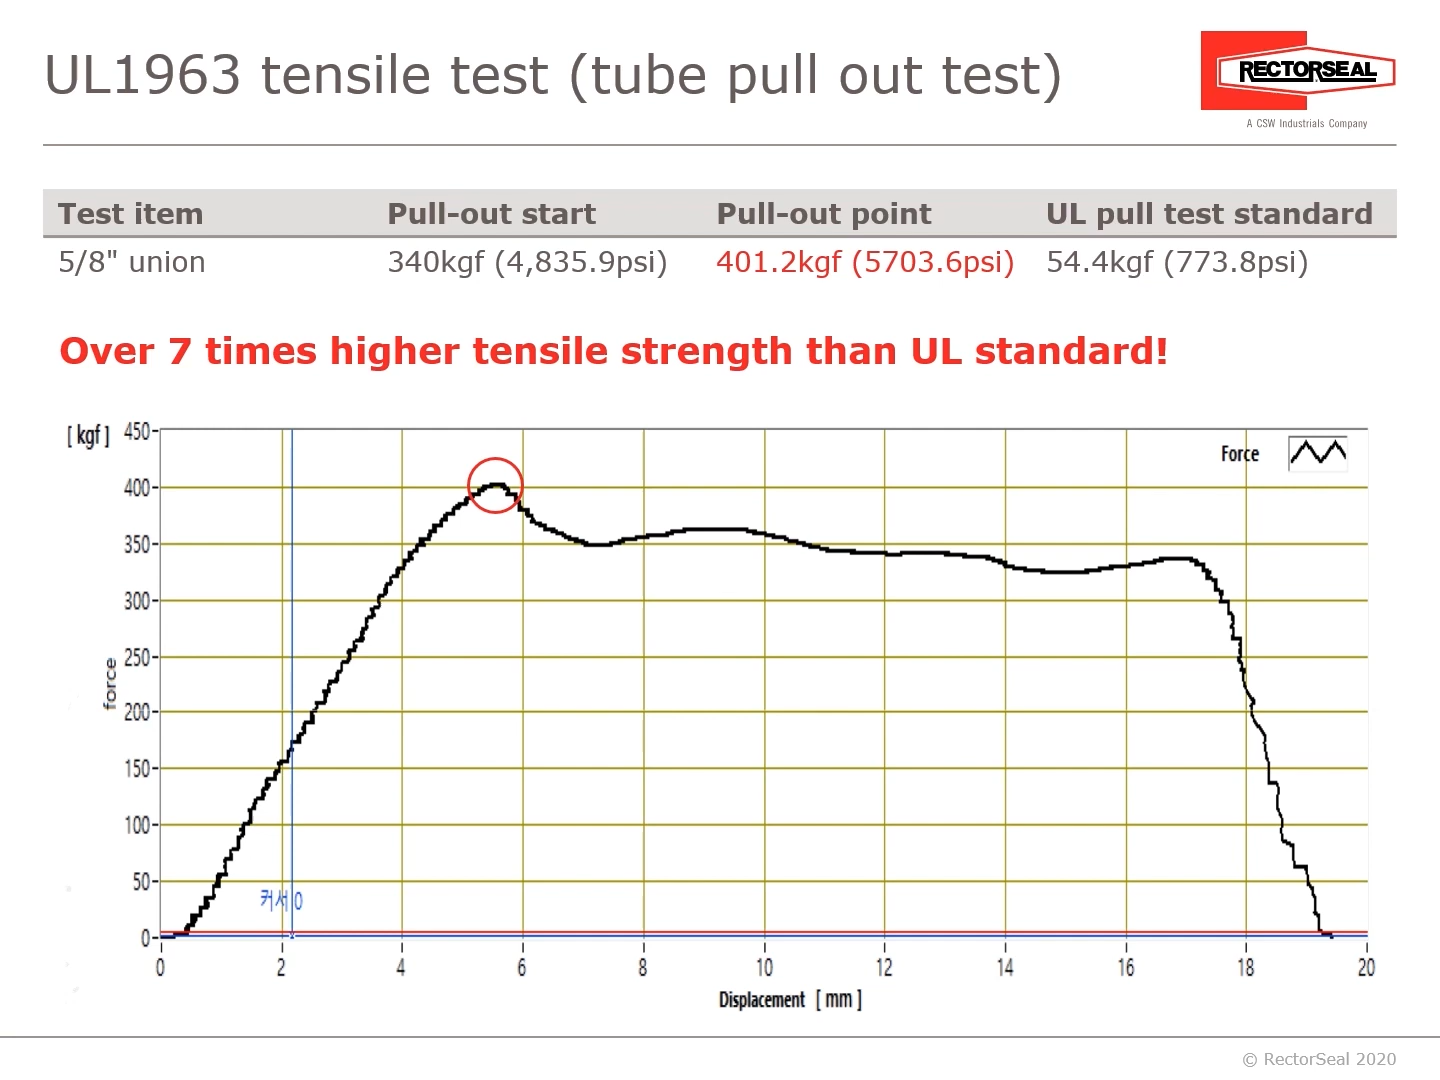 UL1963 tensile test (tube pull out test)
RECTORSEAL
A CSW Industrials Company
Test item Pull-out start Pull-out point UL pull test standard
5/8" union 340kgf (4,835.9psi) 401.2kgf (5703.6psi) 54.4kgf (773.8psi)
Over 7 times higher tensile strength than UL standard!
[ kgf ]
Force
450
400
350
300
250
200
150
100
50
0
force
커서 0
0 2 4 6 8 10 12 14 16 18 20
Displacement [ mm ]
© RectorSeal 2020